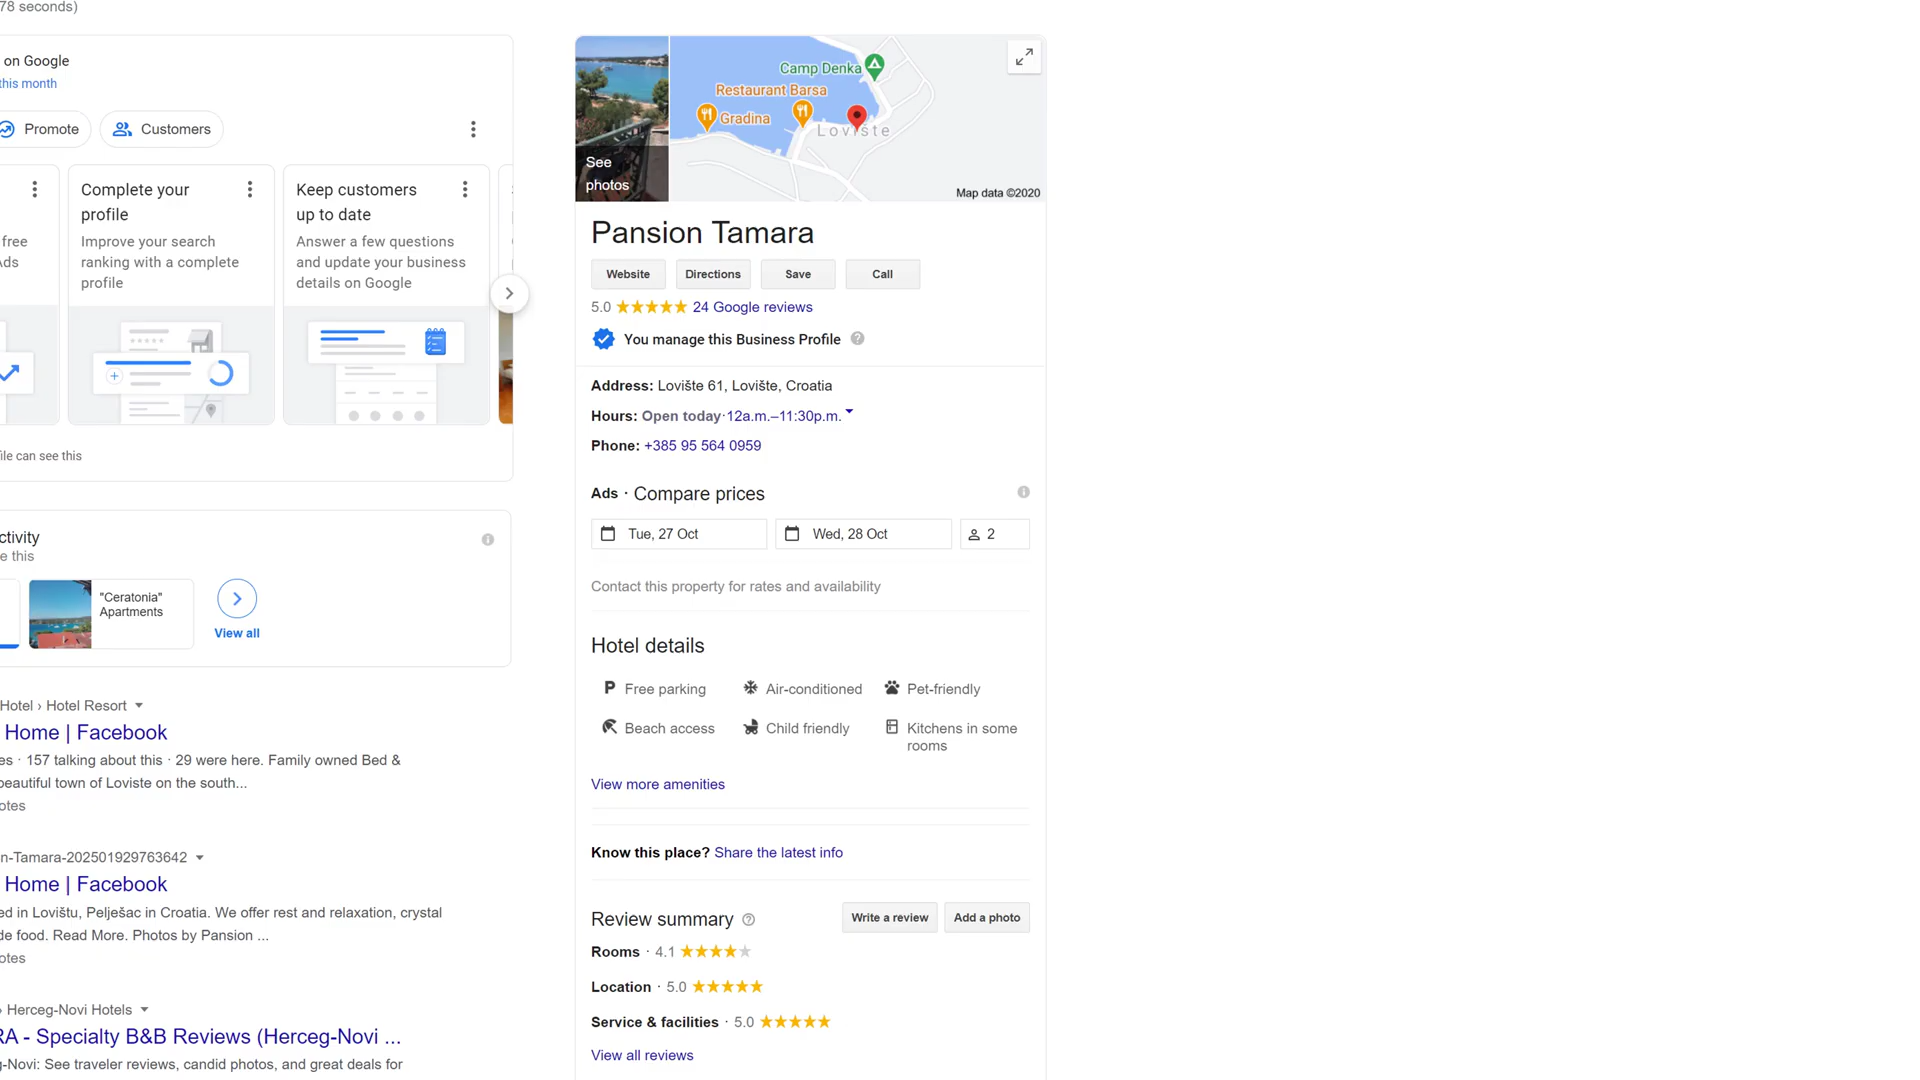 78 seconds)
on Google
this month
Promote
Customers
free
Ads
Complete your
profile
Improve your search
ranking with a complete
profile
Keep customers
up to date
Answer a few questions
and update your business
details on Google
ile can see this
ctivity
e this
"Ceratonia"
Apartments
View all
Hotel › Hotel Resort
Home | Facebook
es · 157 talking about this · 29 were here. Family owned Bed &
beautiful town of Loviste on the south...
otes
n-Tamara-202501929763642
Home | Facebook
ed in Lovištu, Pelješac in Croatia. We offer rest and relaxation, crystal
de food. Read More. Photos by Pansion ...
otes
› Herceg-Novi Hotels
RA - Specialty B&B Reviews (Herceg-Novi ...
g-Novi: See traveler reviews, candid photos, and great deals for
See
photos
Camp Denka
Restaurant Barsa
Gradina
Loviste
Map data ©2020
Pansion Tamara
Website
Directions
Save
Call
5.0 24 Google reviews
You manage this Business Profile
Address: Lovište 61, Lovište, Croatia
Hours: Open today · 12a.m.–11:30p.m.
Phone: +385 95 564 0959
Ads · Compare prices
Tue, 27 Oct
Wed, 28 Oct
2
Contact this property for rates and availability
Hotel details
Free parking
Air-conditioned
Pet-friendly
Beach access
Child friendly
Kitchens in some
rooms
View more amenities
Know this place? Share the latest info
Review summary
Write a review
Add a photo
Rooms · 4.1
Location · 5.0
Service & facilities · 5.0
View all reviews